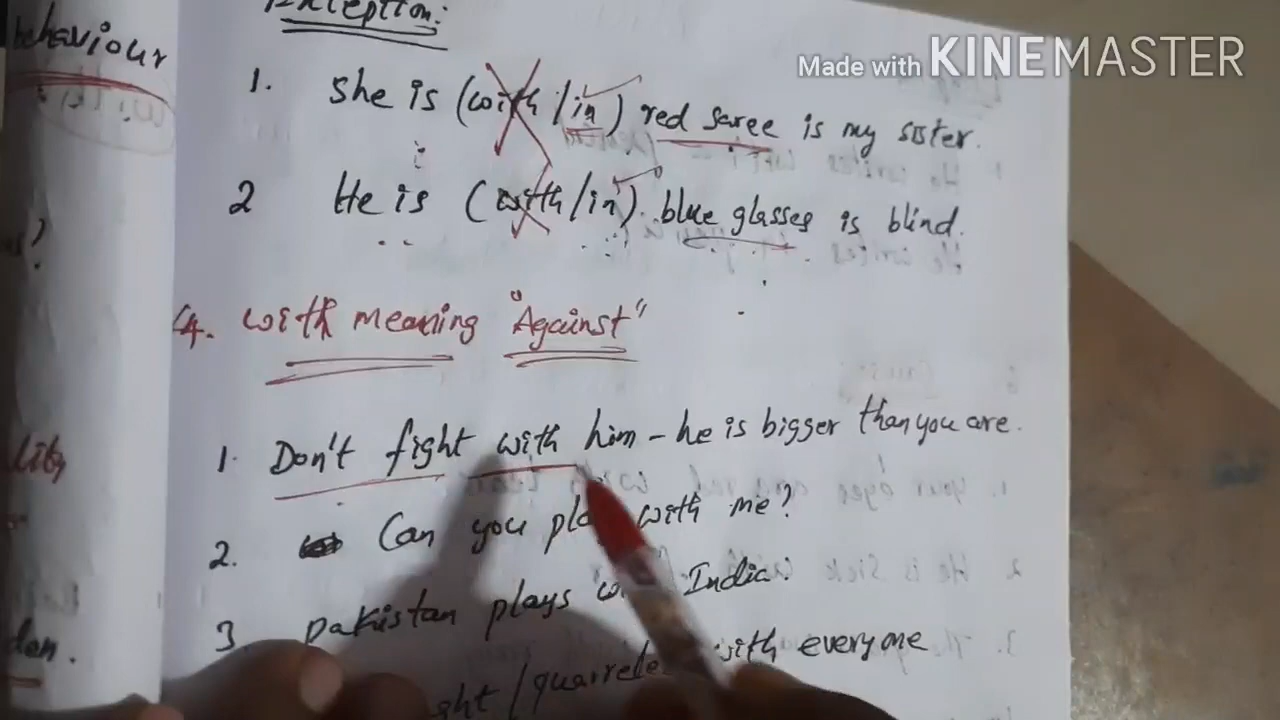 behaviour
Exception:
Made with KINEMASTER
1. She is (with/in) red saree is my sister.
2 He is (with/in) blue glasses is blind.
4. With meaning "Against"
1. Don't fight with him - he is bigger than you are.
2. Can you play with me?
3. Pakistan plays India.
with everyone